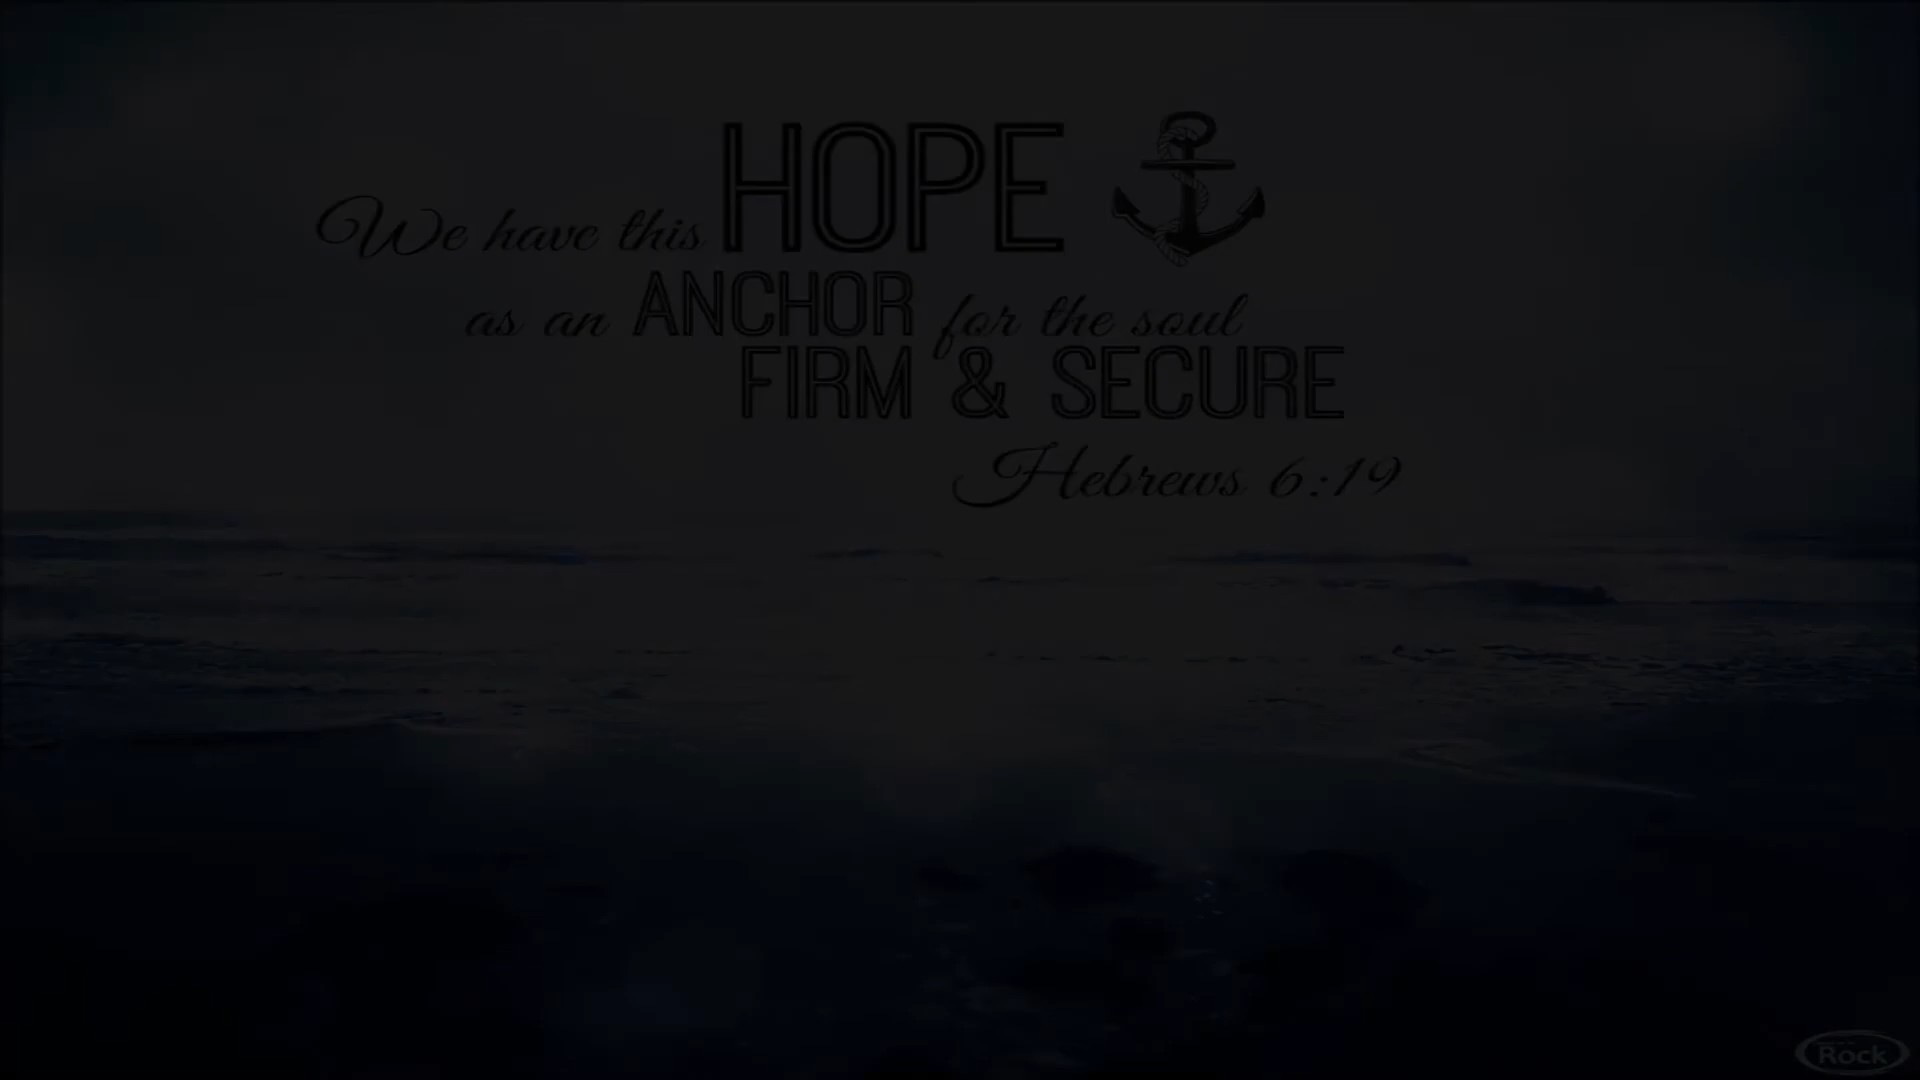 We have this HOPE
as an ANCHOR for the soul
FIRM & SECURE
Hebrews 6:19
Rock